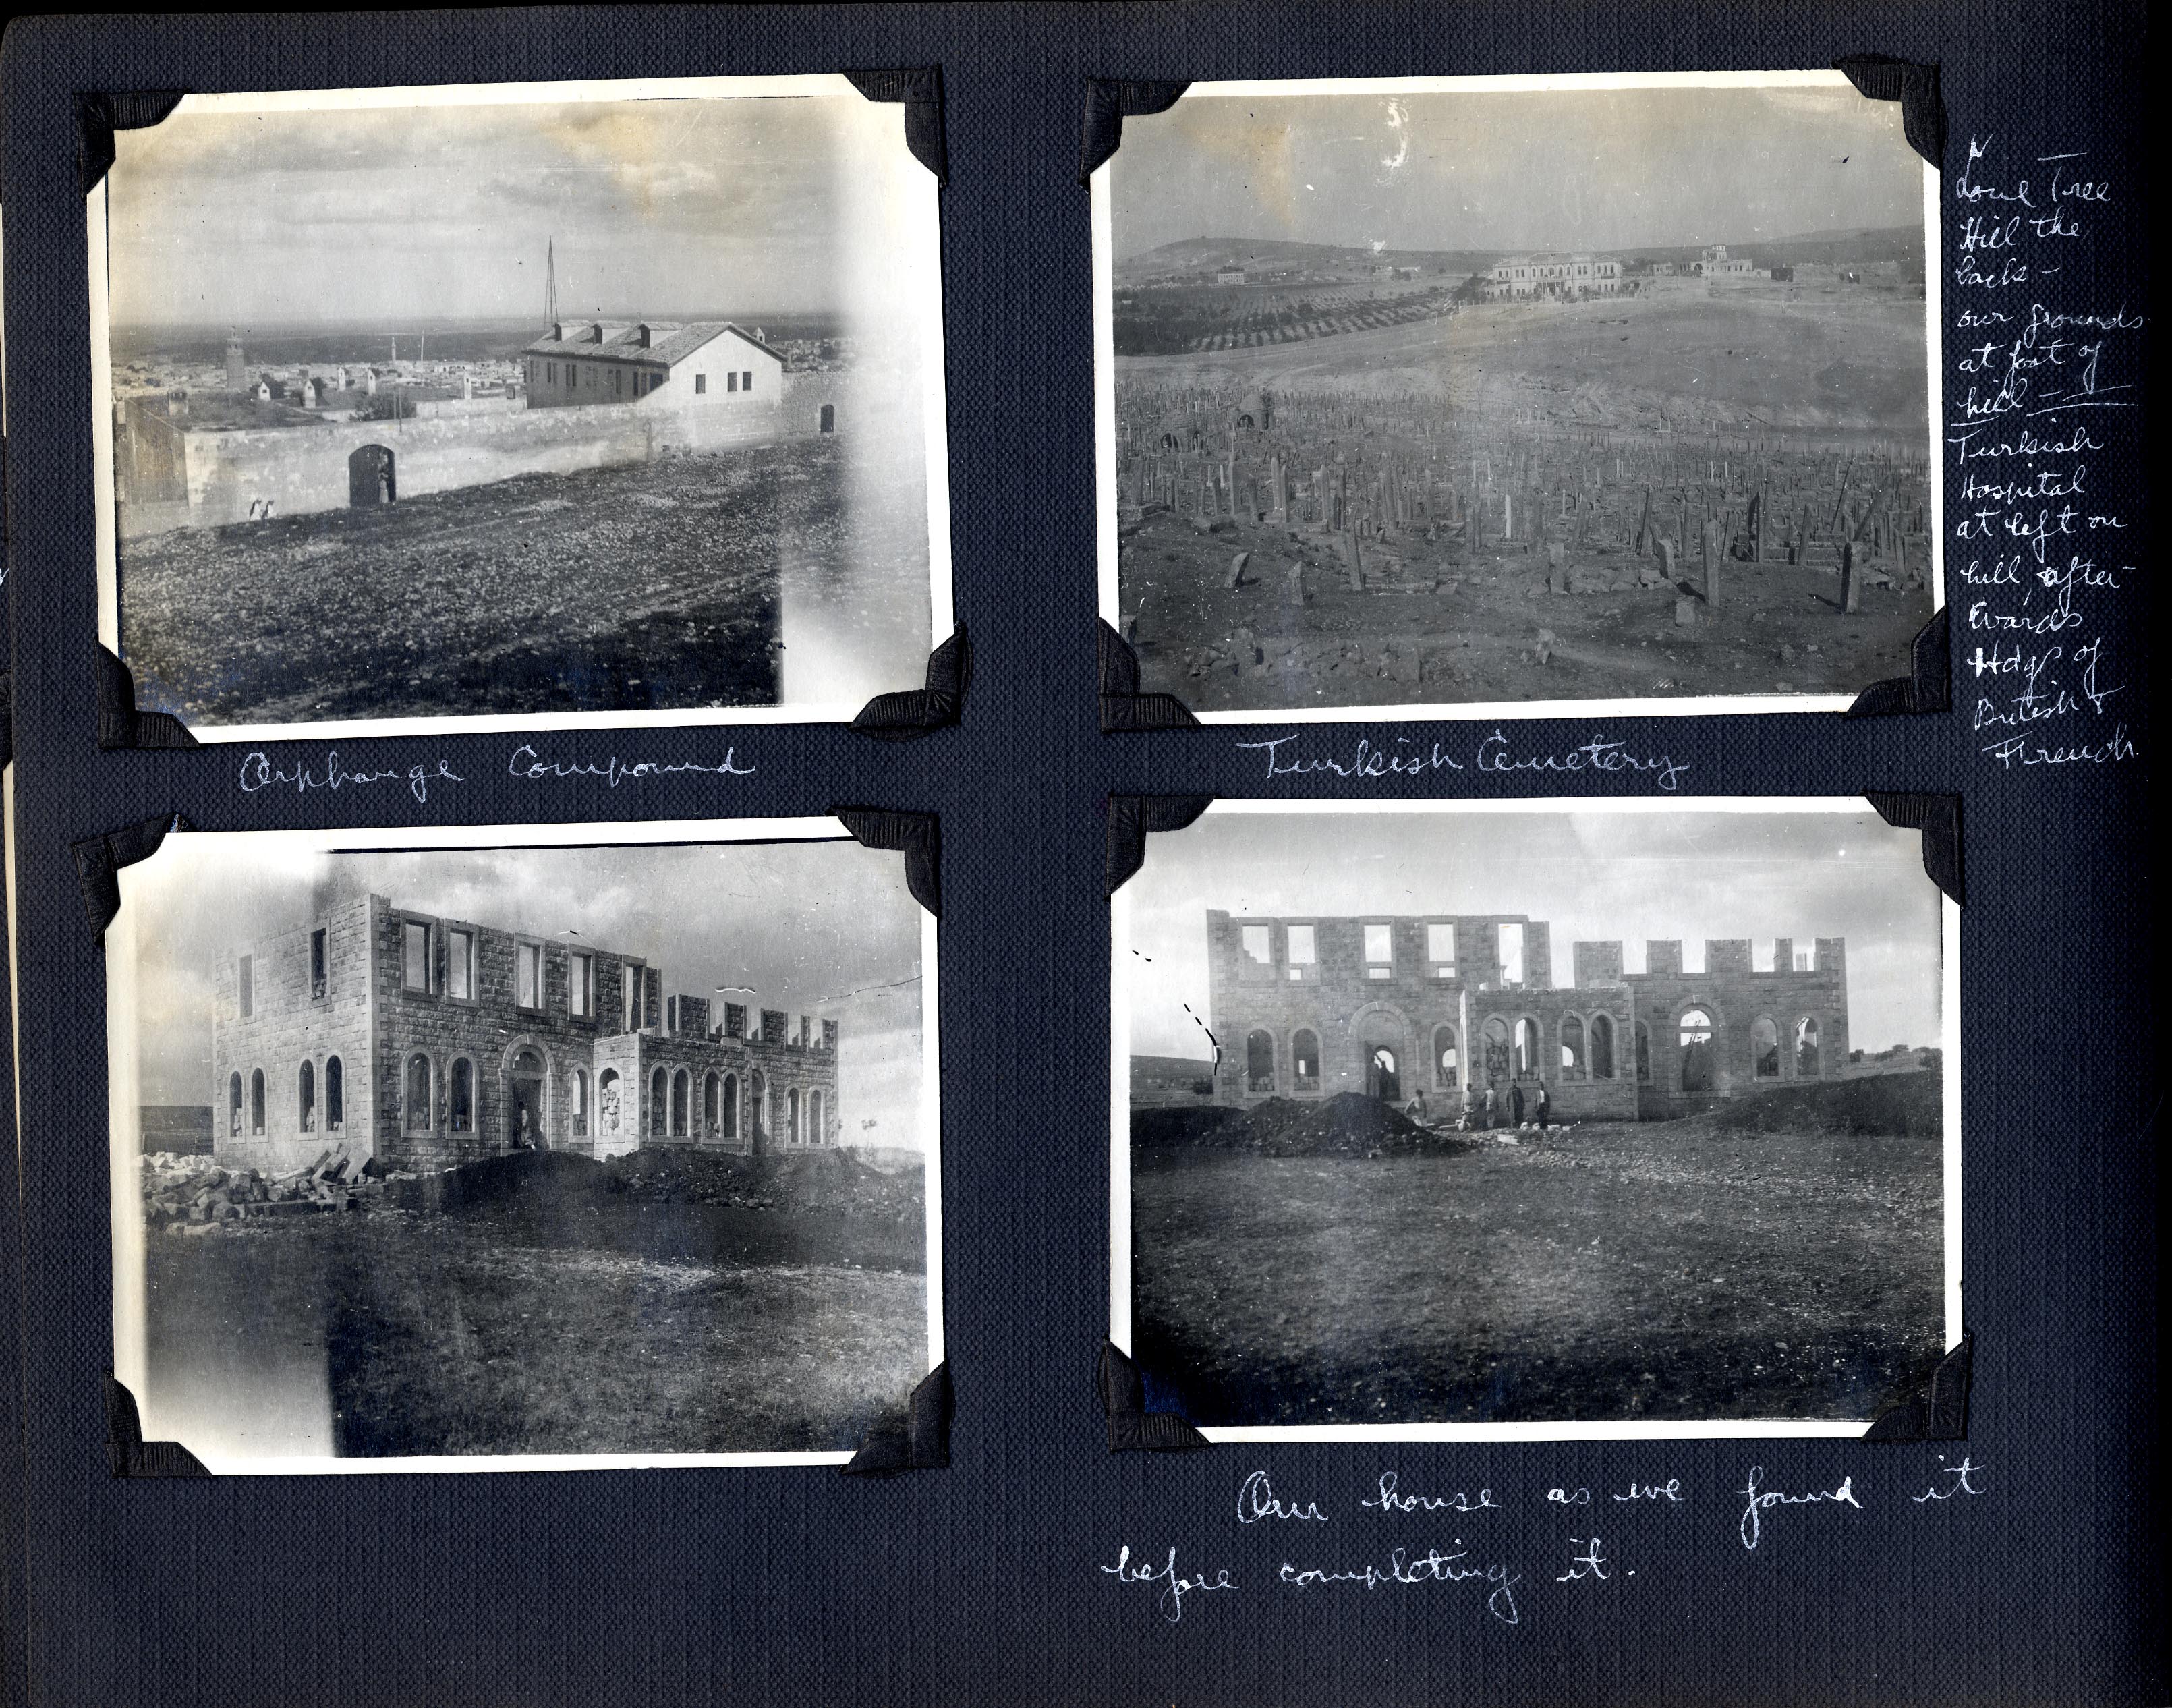 Orphange Compound
Turkish Cemetery
Lone Tree
Hill the
back -
our grounds
at foot of
hill -
Turkish
Hospital
at left on
hill, after-
wards
Hdqs of
British &
French.
Our house as we found it
before completing it.